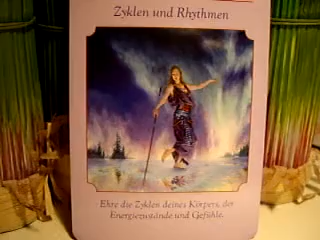 Zyklen und Rhythmen
Ehre die Zyklen deines Körpers, der
Energiezustände und Gefühle.